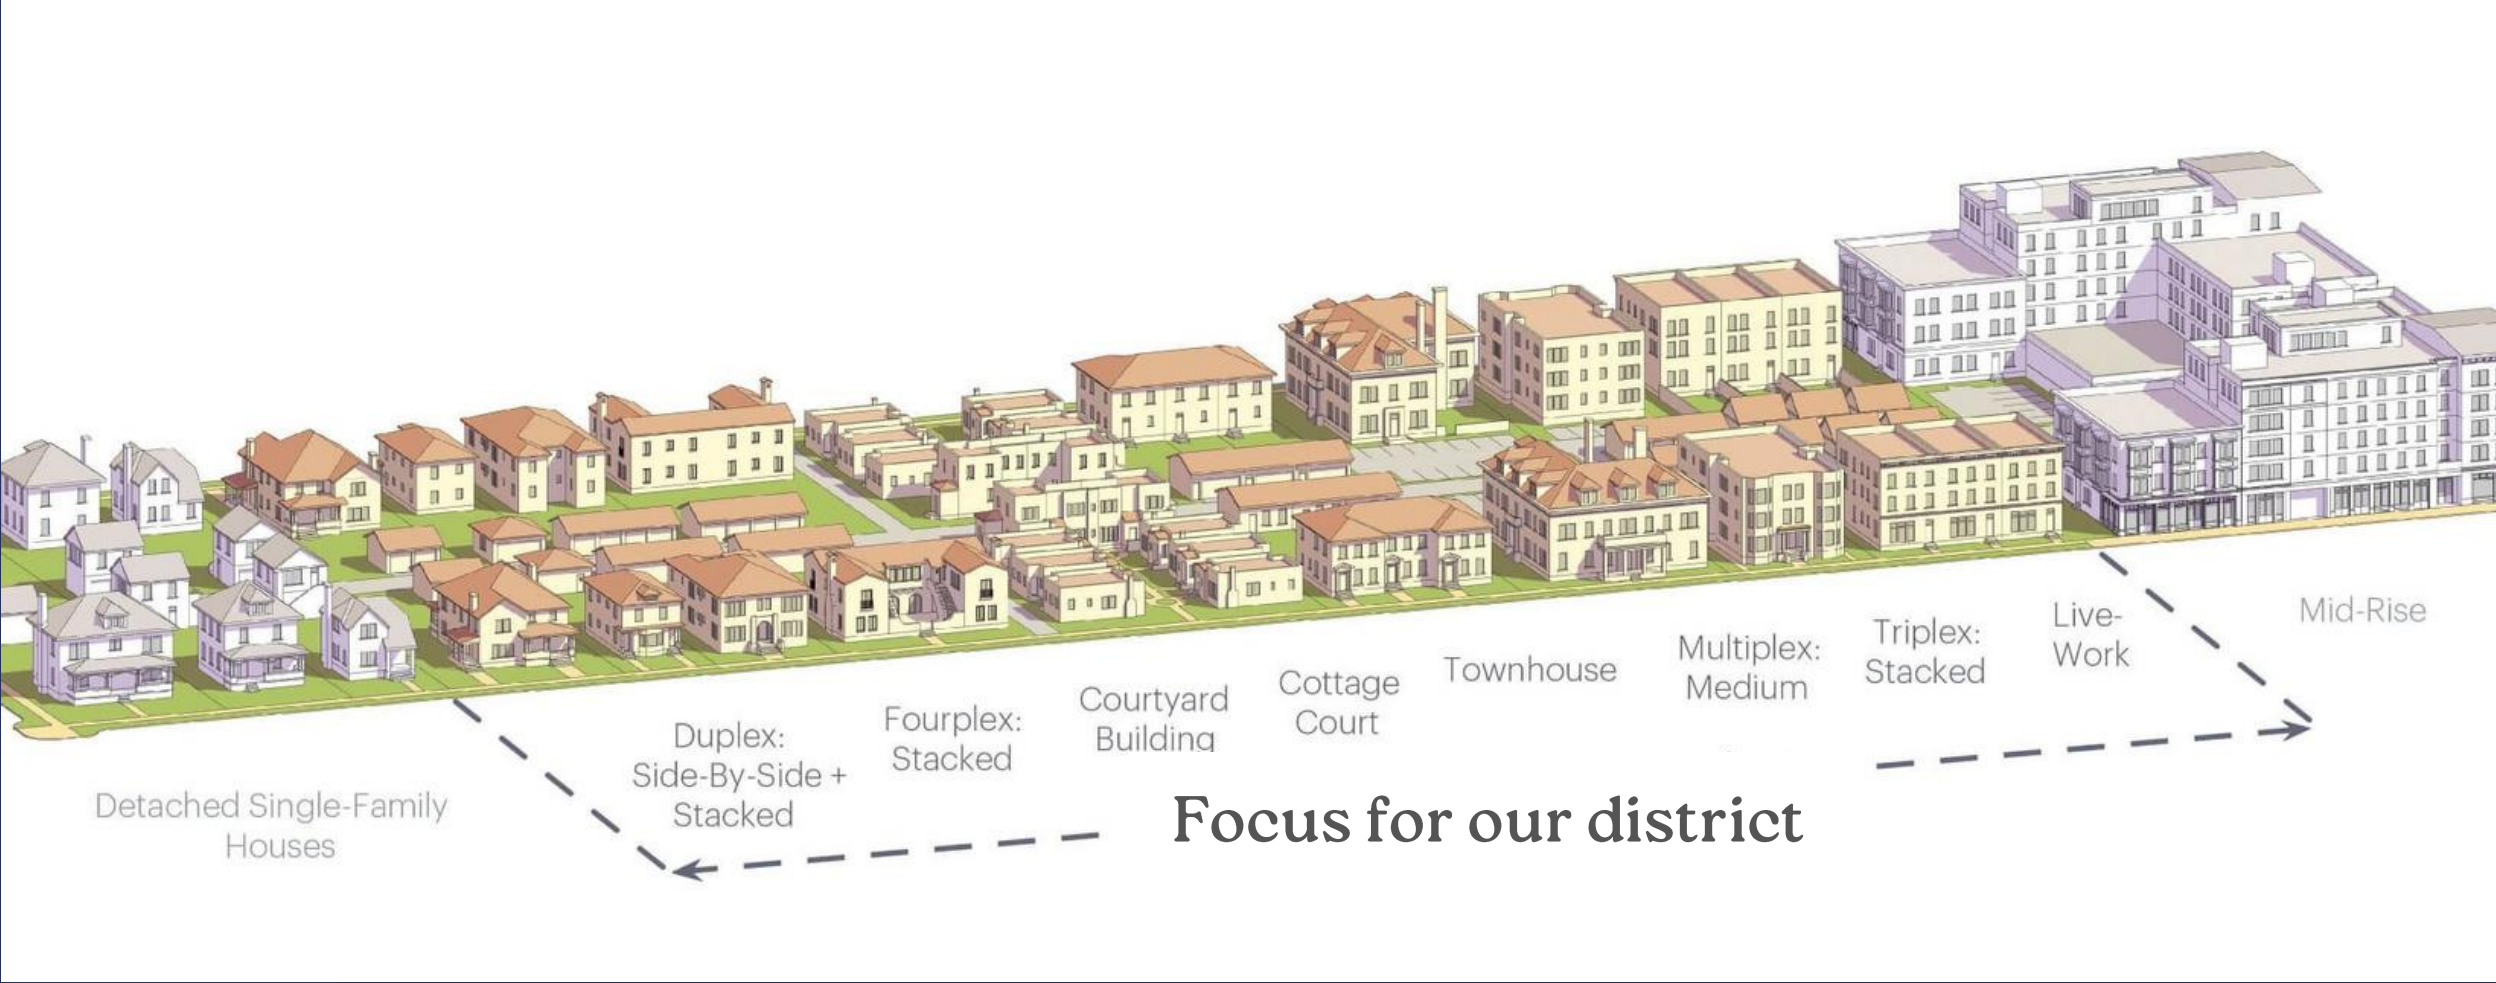 Detached Single-Family
Houses
Duplex:
Side-By-Side +
Stacked
Fourplex:
Stacked
Courtyard
Building
Cottage
Court
Townhouse
Multiplex:
Medium
Triplex:
Stacked
Live-
Work
Mid-Rise
Focus for our district